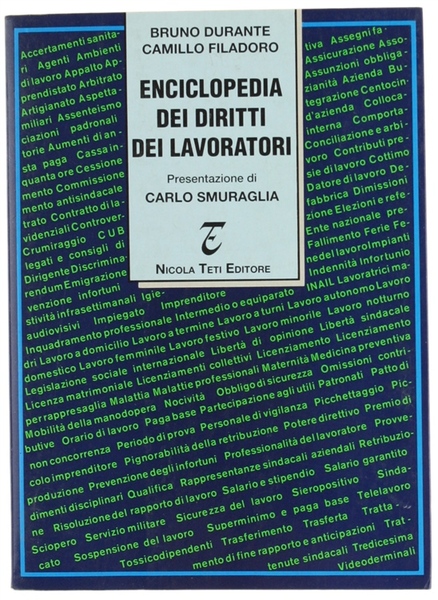 BRUNO DURANTE
CAMILLO FILADORO
ENCICLOPEDIA
DEI DIRITTI
DEI LAVORATORI
Presentazione di
CARLO SMURAGLIA
NICOLA TETI EDITORE
Accertamenti sanita-
ri Agenti Ambienti
di lavoro Appalto Ap-
prendistato Arbitrato
Artigianato Aspetta
miliari Assenteismo
ciazioni padronali
torie Aumenti di an-
sta paga Cassa in-
quanta ore Cessione
mento Commissione
mento antisindacale
trato Contratto di la-
videnziali Controver-
Crumiraggio CUB
legati e consigli di
Dirigente Discrimina-
rendum Emigrazione
venzione infortuni
stività infrasettimanali Igie-
audiovisivi Impiegato Imprenditore
tiva Assegni fa-
Assicurazione Asso-
Assunzioni obbliga-
zianità Azienda Bu-
tegrazione Centocin-
d'azienda Colloca-
interna Comporta-
Conciliazione e arbi-
voro Contributi pre-
sie di lavoro Cottimo
Datore di lavoro De-
fabbrica Dimissioni
zione Elezioni e refe-
Ente nazionale pre-
Fallimento Ferie Fe-
ne del lavoro Impianti
Indennità Infortunio
Inquadramento professionale Intermedio o equiparato INAIL Lavoratrici ma-
dri Lavoro a domicilio Lavoro a termine Lavoro a turni Lavoro autonomo Lavoro
domestico Lavoro femminile Lavoro festivo Lavoro minorile Lavoro notturno
Legislazione sociale internazionale Libertà di opinione Libertà sindacale
Licenza matrimoniale Licenziamenti collettivi Licenziamento Licenziamento
per rappresaglia Malattia Malattie professionali Maternità Medicina preventiva
Mobilità della manodopera Nocività Obbligo di sicurezza Omissioni contri-
butive Orario di lavoro Paga base Partecipazione agli utili Patronati Patto di
non concorrenza Periodo di prova Personale di vigilanza Picchettaggio Pic-
colo imprenditore Pignorabilità della retribuzione Potere direttivo Premio di
produzione Prevenzione degli infortuni Professionalità del lavoratore Provve-
dimenti disciplinari Qualifica Rappresentanze sindacali aziendali Retribuzio-
ne Risoluzione del rapporto di lavoro Salario e stipendio Salario garantito
Sciopero Servizio militare Sicurezza del lavoro Sieropositivo Sinda-
cato Sospensione del lavoro Superminimo e paga base Telelavoro
Tossicodipendenti Trasferimento Trasferta Tratta-
mento di fine rapporto e anticipazioni Trat-
tenute sindacali Tredicesima
Videoterminali